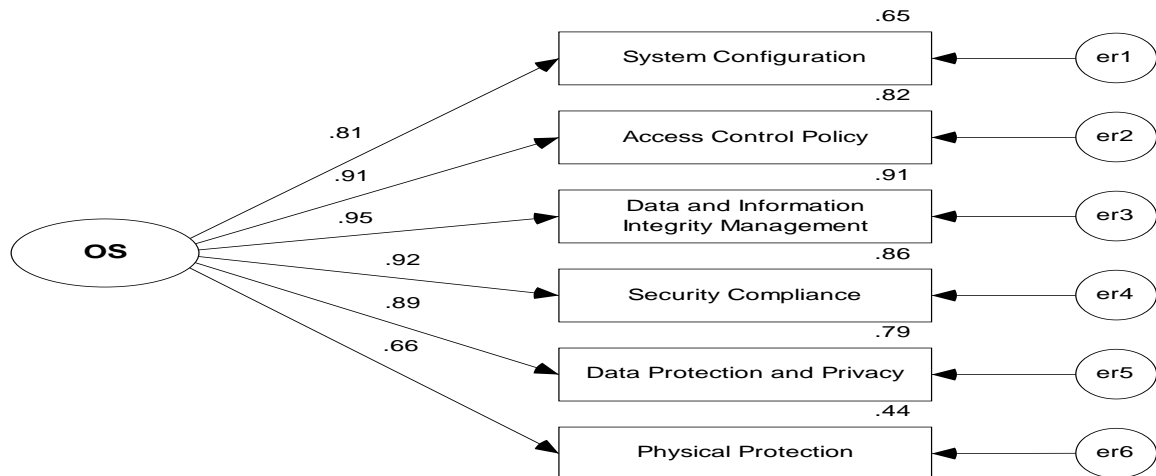 .65
System Configuration
er1
.82
.81
Access Control Policy
er2
.91
.91
Data and Information
Integrity Management
er3
.95
OS
.92
.86
Security Compliance
er4
.89
.79
.66
Data Protection and Privacy
er5
.44
Physical Protection
er6